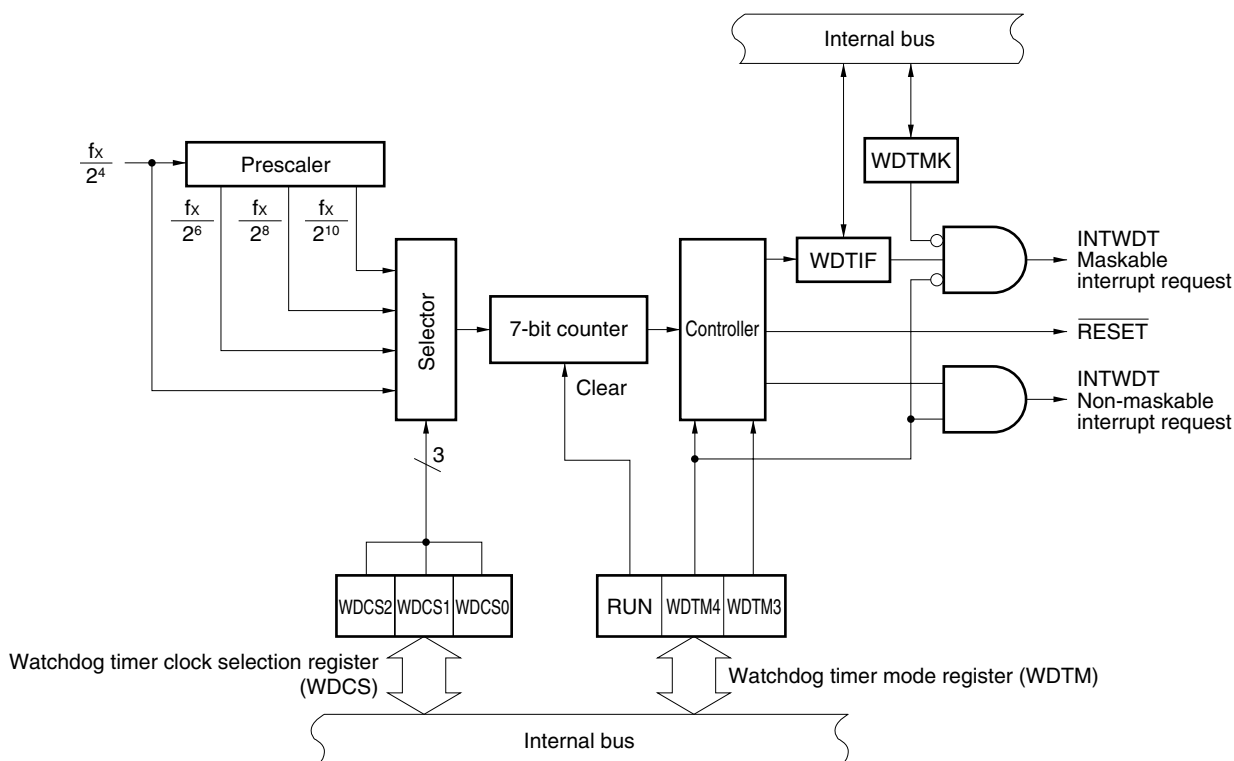 Internal bus
fx
2⁴
Prescaler
WDTMK
fx
2⁶
fx
2⁸
fx
2¹⁰
WDTIF
INTWDT
Maskable
interrupt request
Selector
7-bit counter
Controller
RESET
Clear
INTWDT
Non-maskable
interrupt request
3
WDCS2
WDCS1
WDCS0
RUN
WDTM4
WDTM3
Watchdog timer clock selection register
(WDCS)
Watchdog timer mode register (WDTM)
Internal bus